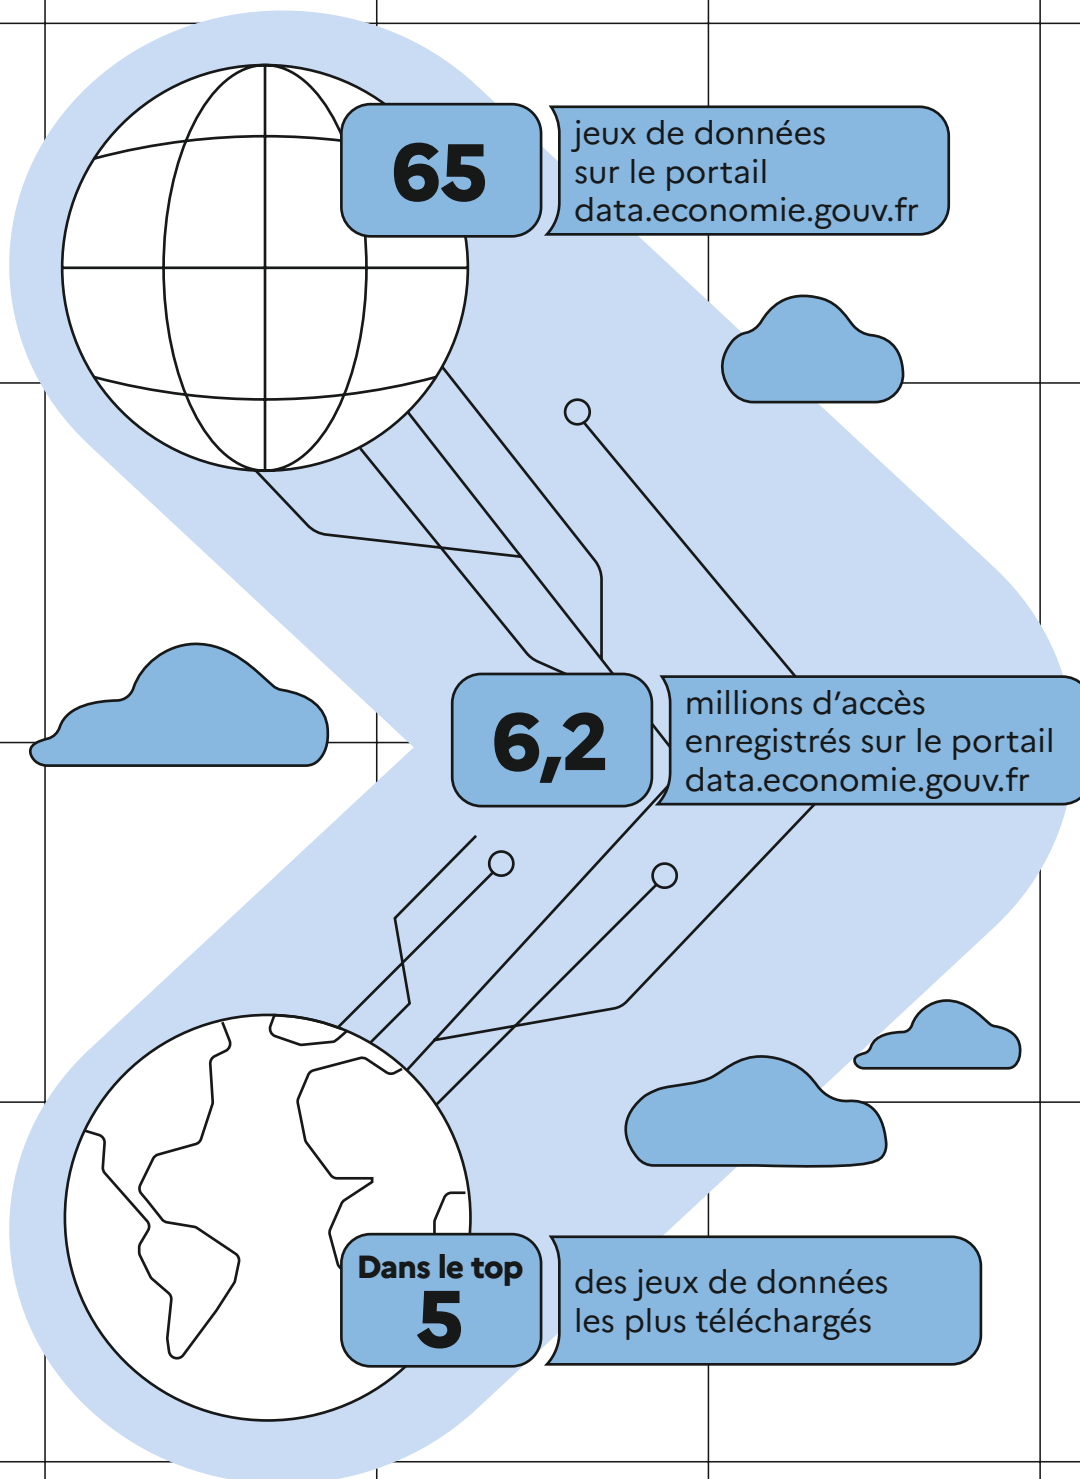 65
jeux de données
sur le portail
data.economie.gouv.fr
6,2
millions d’accès
enregistrés sur le portail
data.economie.gouv.fr
Dans le top
5
des jeux de données
les plus téléchargés